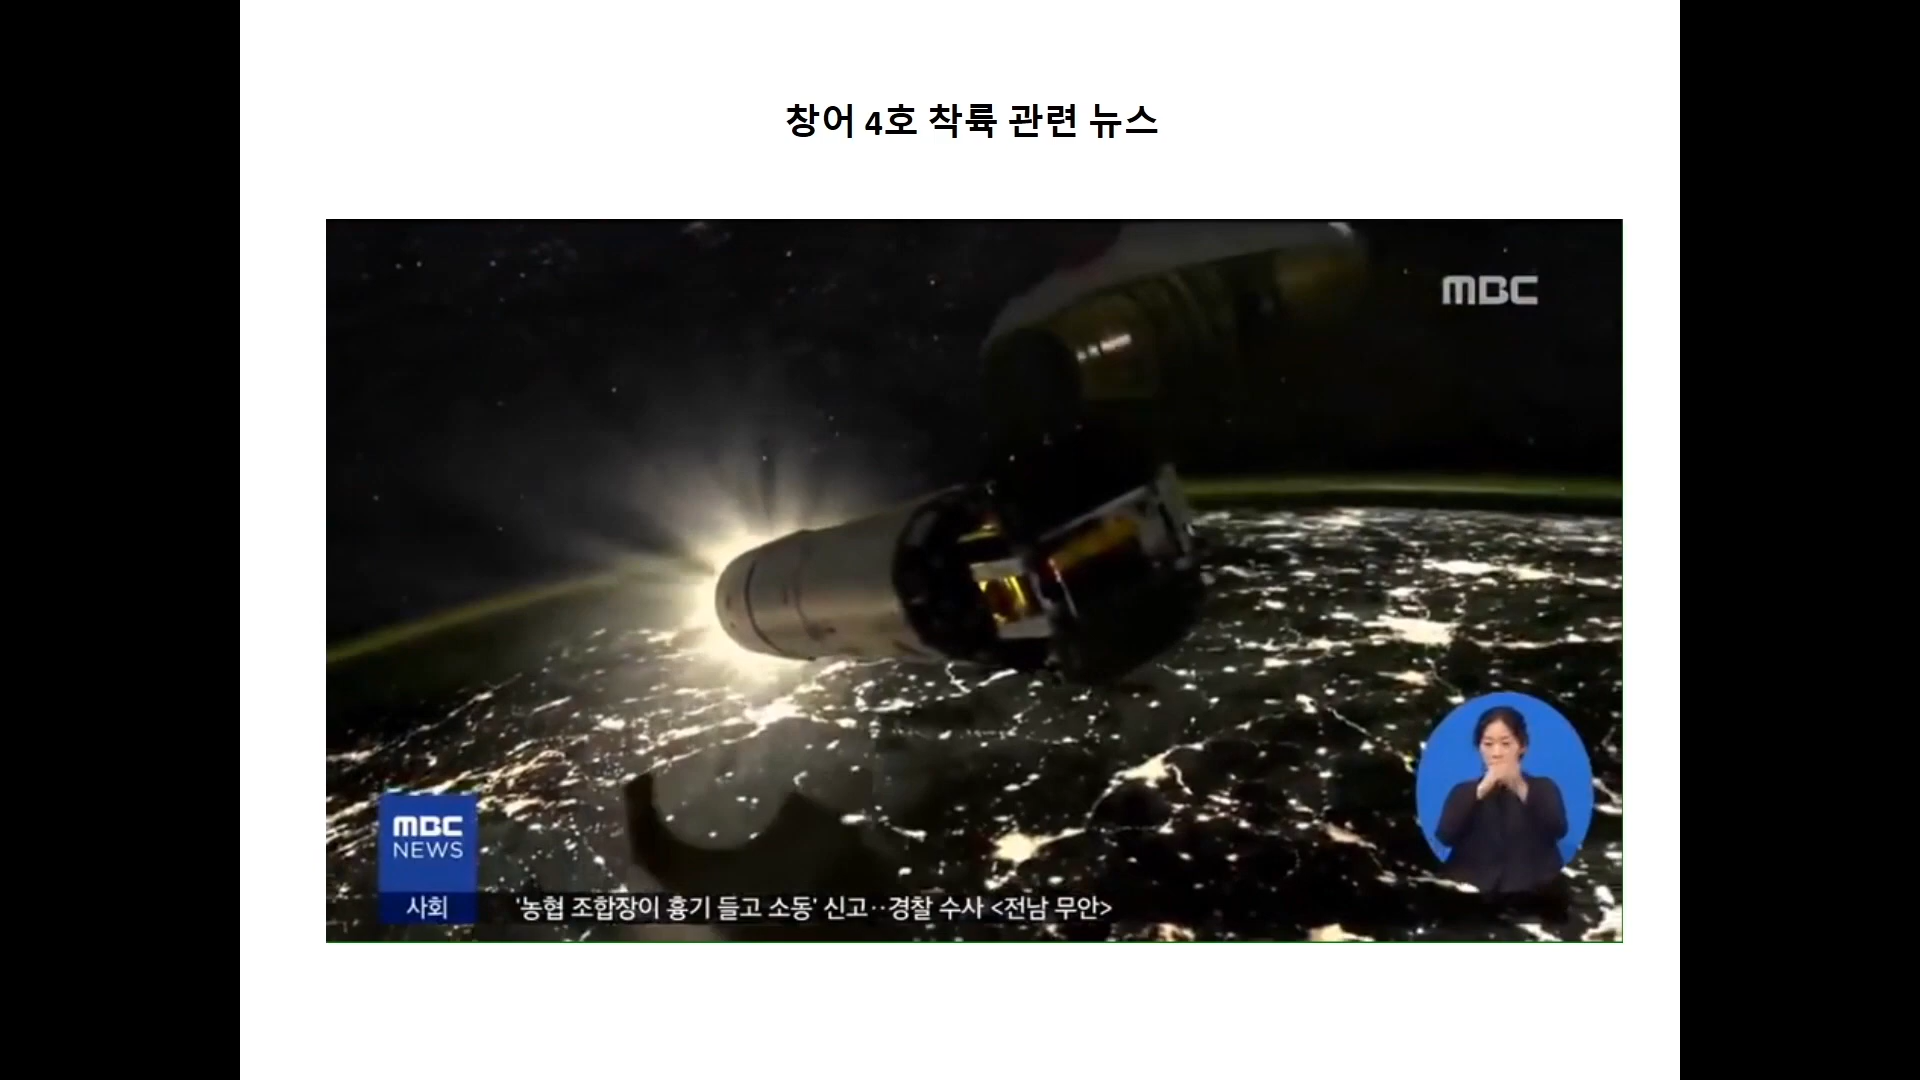 창어 4호 착륙 관련 뉴스
MBC
MBC
NEWS
사회
'농협 조합장이 흉기 들고 소동' 신고‥경찰 수사 <전남 무안>